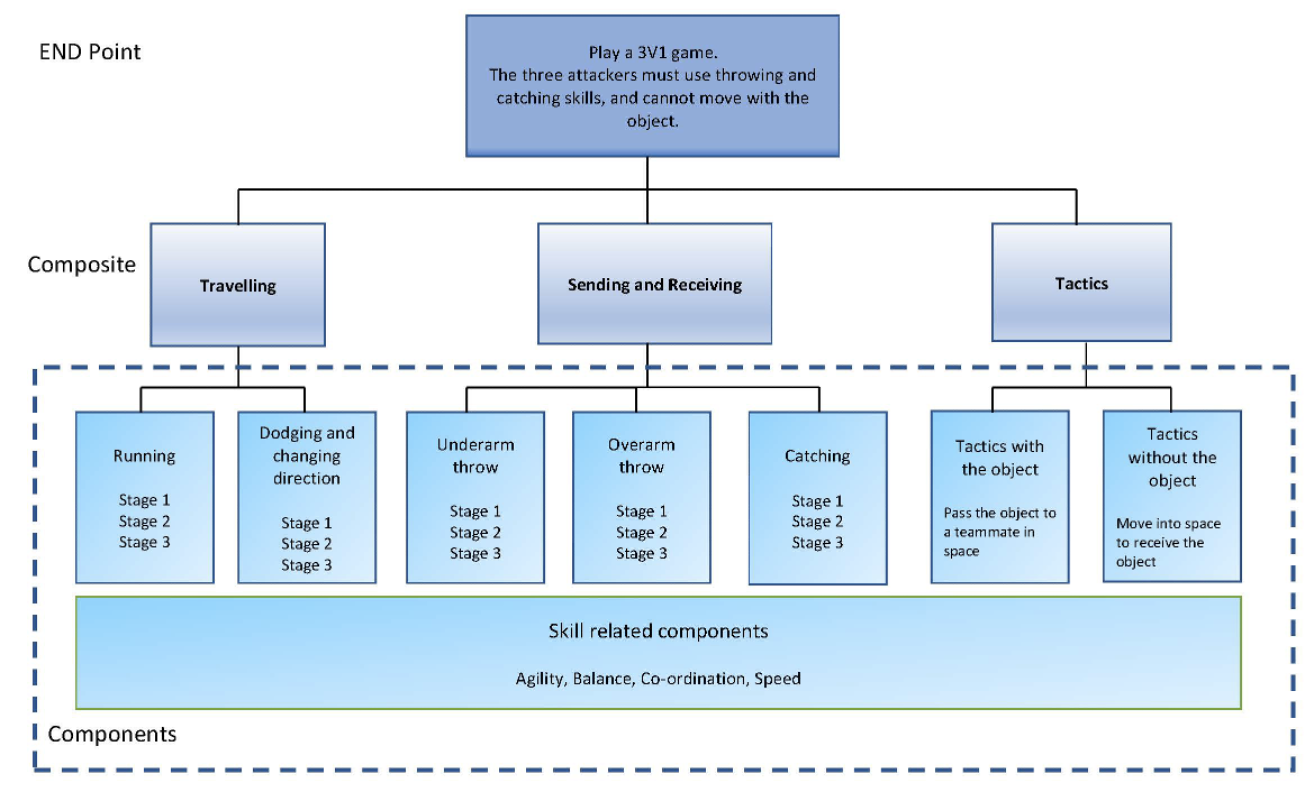 END Point
Play a 3V1 game.
The three attackers must use throwing and
catching skills, and cannot move with the
object.
Composite
Travelling
Sending and Receiving
Tactics
Running
Stage 1
Stage 2
Stage 3
Dodging and
changing
direction
Stage 1
Stage 2
Stage 3
Underarm
throw
Stage 1
Stage 2
Stage 3
Overarm
throw
Stage 1
Stage 2
Stage 3
Catching
Stage 1
Stage 2
Stage 3
Tactics with
the object
Pass the object to
a teammate in
space
Tactics
without the
object
Move into space
to receive the
object
Skill related components
Agility, Balance, Co-ordination, Speed
Components